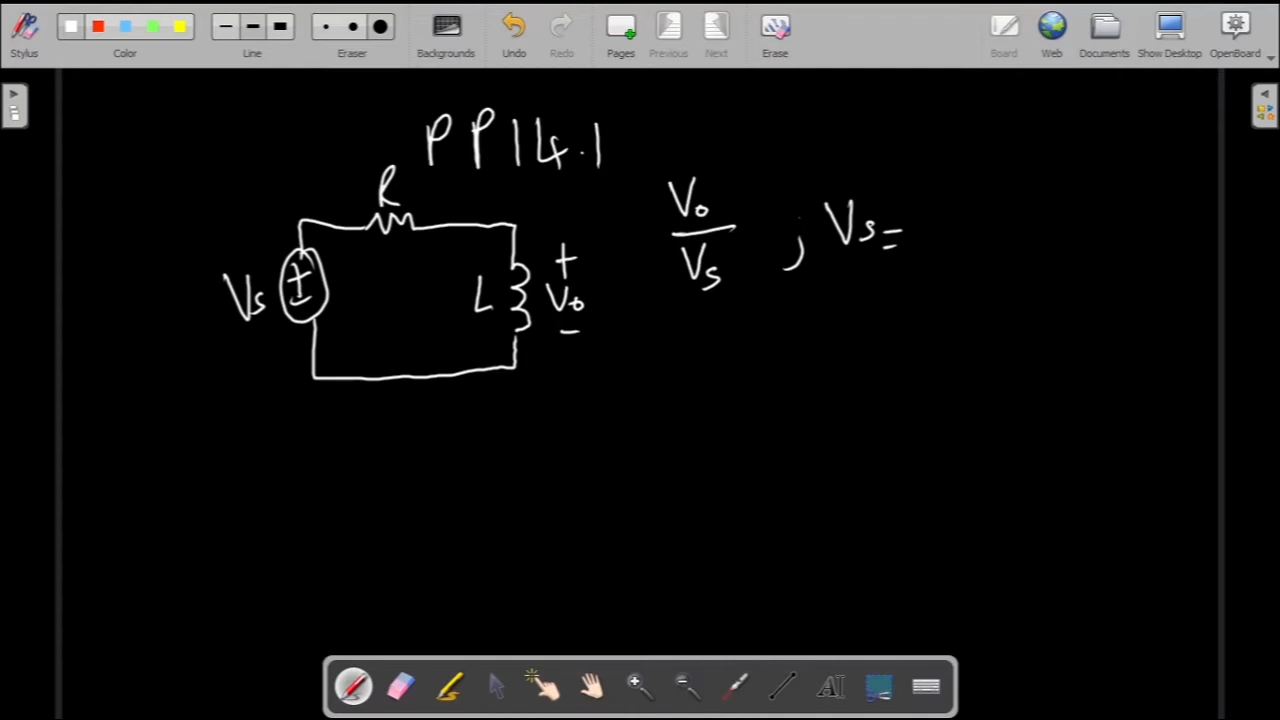 Stylus Color Line Eraser Backgrounds Undo Redo Pages Previous Next Erase Board Web Documents Show Desktop OpenBoard
PP14.1
R
Vo
Vs
; Vs=
Vs + -
L
+
Vo
-
AI